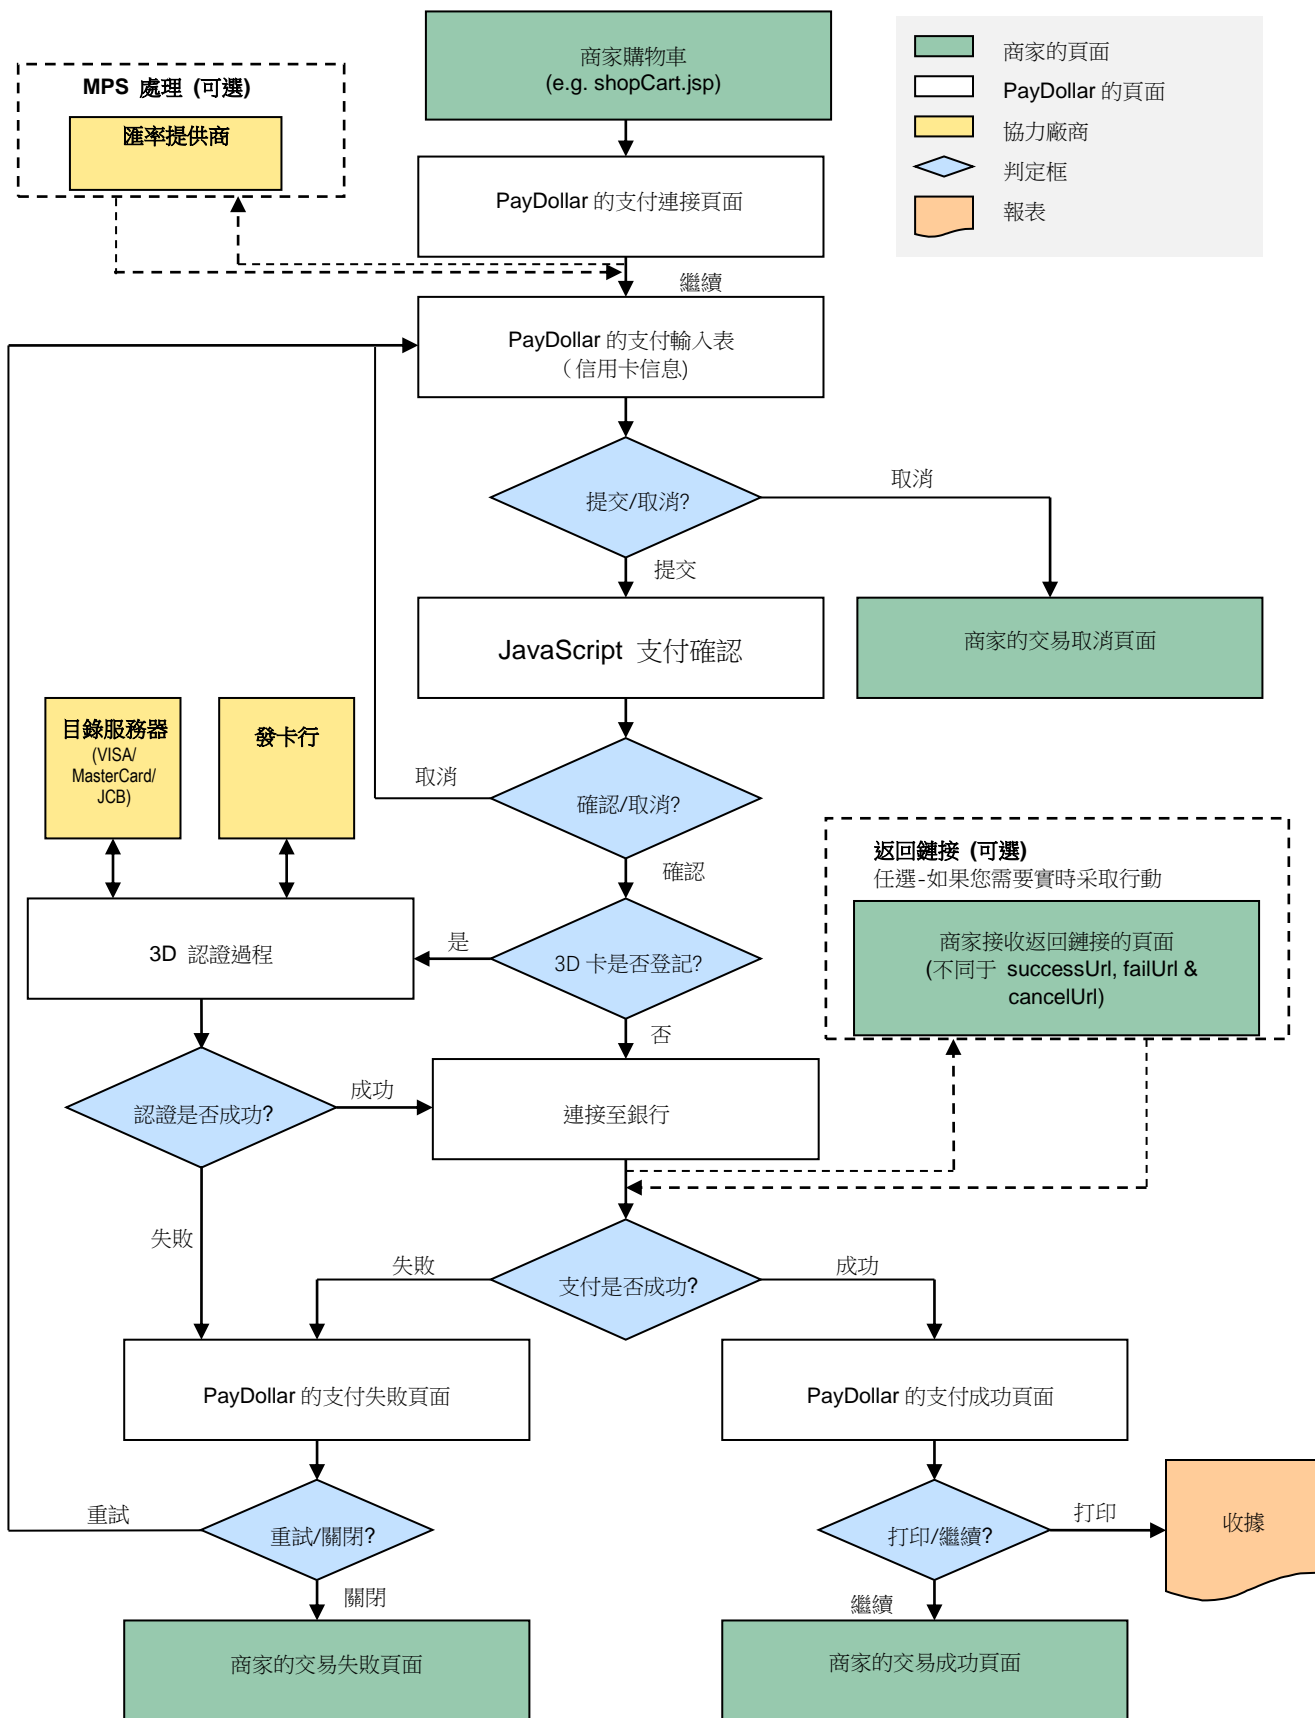 商家購物車
(e.g. shopCart.jsp)
商家的頁面
PayDollar 的頁面
協力廠商
判定框
報表
MPS 處理 (可選)
匯率提供商
PayDollar 的支付連接頁面
繼續
PayDollar 的支付輸入表
（信用卡信息)
提交/取消?
取消
提交
商家的交易取消頁面
JavaScript 支付確認
目錄服務器
(VISA/
MasterCard/
JCB)
發卡行
取消
確認/取消?
確認
返回鏈接 (可選)
任選-如果您需要實時采取行動
商家接收返回鏈接的頁面
(不同于 successUrl, failUrl &
cancelUrl)
3D 認證過程
是
3D 卡是否登記?
否
認證是否成功?
成功
連接至銀行
失敗
失敗
支付是否成功?
成功
PayDollar 的支付失敗頁面
PayDollar 的支付成功頁面
重試
重試/關閉?
打印/繼續?
打印
收據
關閉
繼續
商家的交易失敗頁面
商家的交易成功頁面